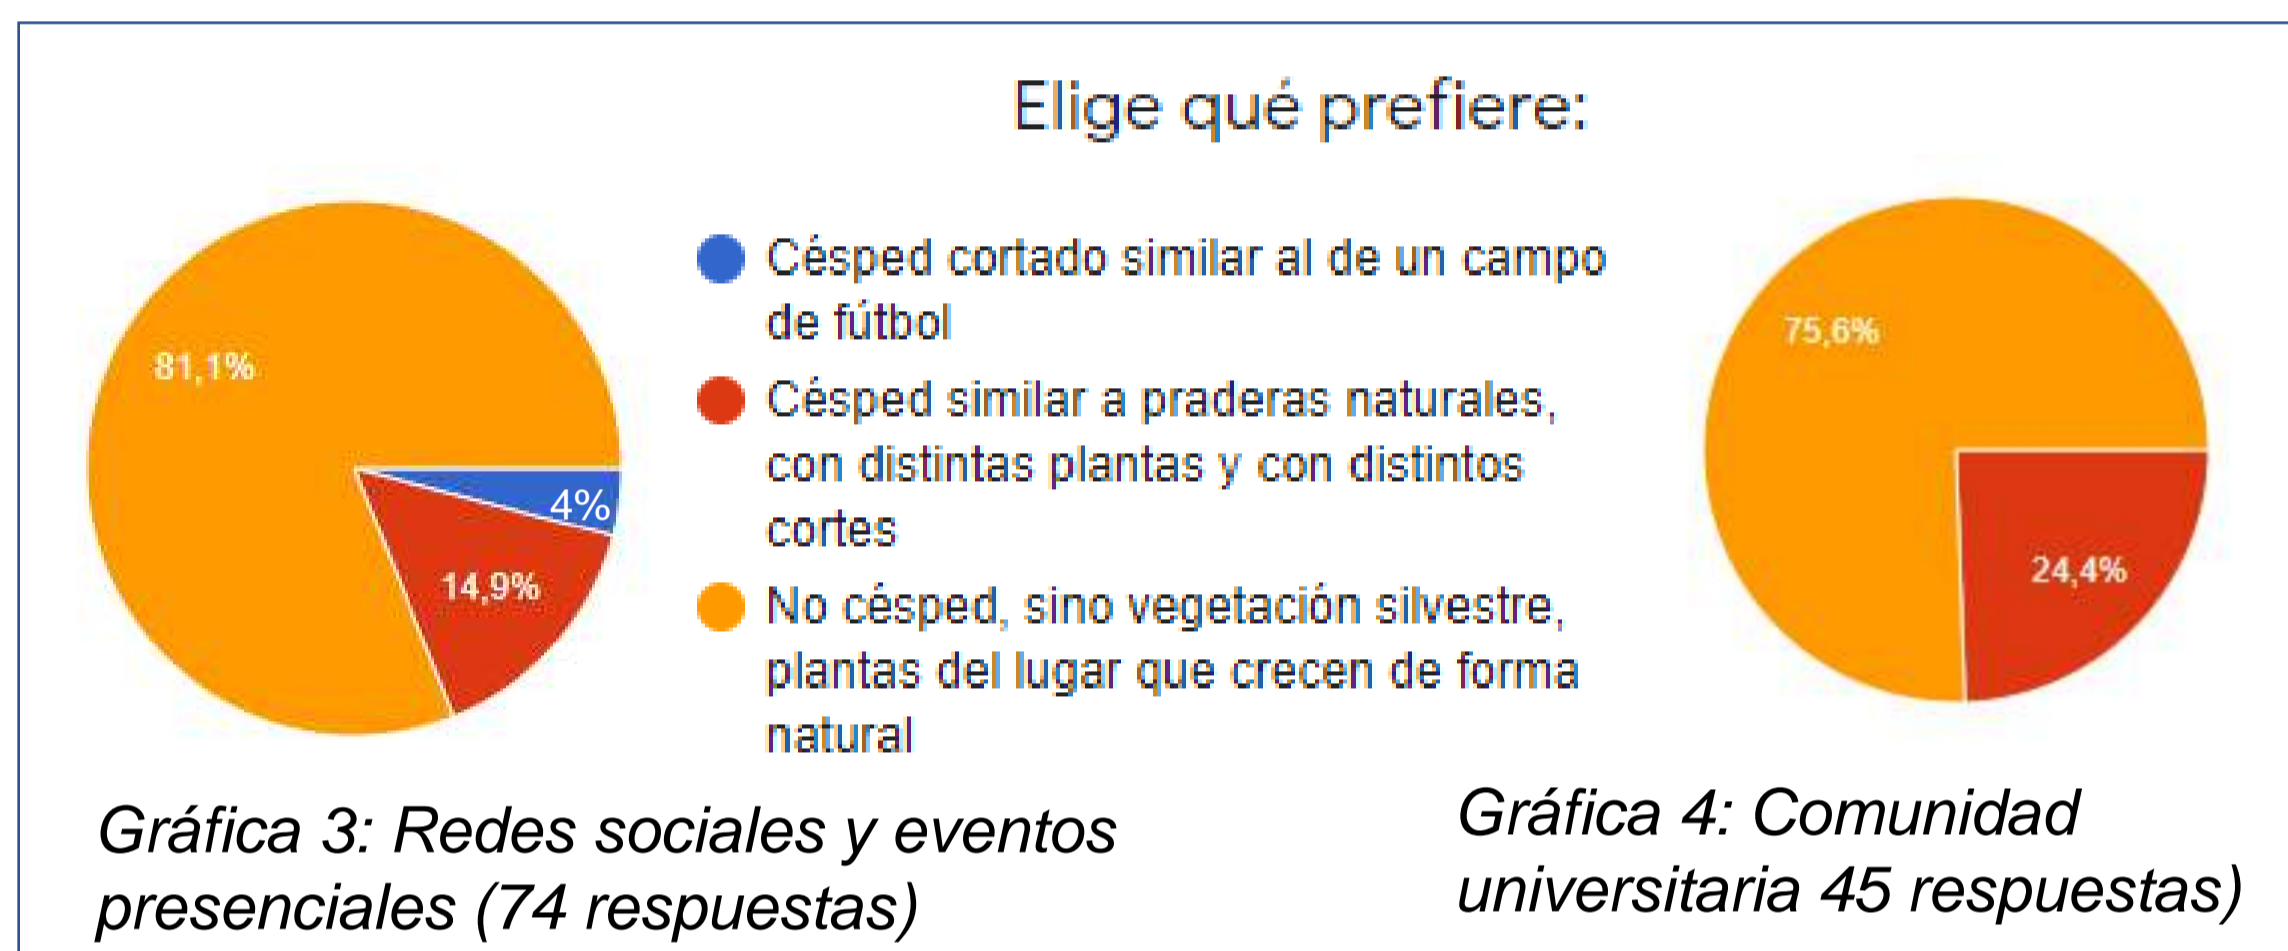 Elige qué prefiere:
81,1%
4%
14,9%
Césped cortado similar al de un campo
de fútbol
Césped similar a praderas naturales,
con distintas plantas y con distintos
cortes
No césped, sino vegetación silvestre,
plantas del lugar que crecen de forma
natural
75,6%
24,4%
Gráfica 3: Redes sociales y eventos
presenciales (74 respuestas)
Gráfica 4: Comunidad
universitaria 45 respuestas)